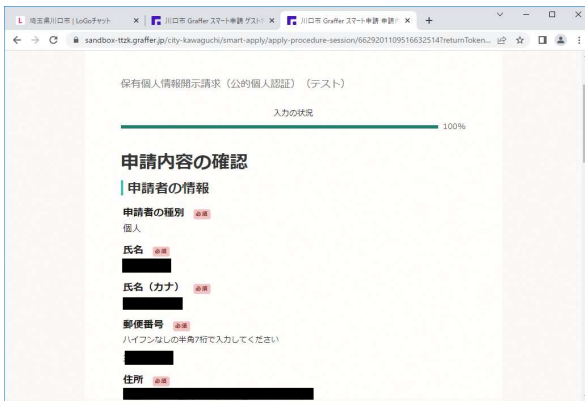 埼玉県川口市 | LoGoチャット
川口市 Graffer スマート申請 ゲスト
川口市 Graffer スマート申請 申請
sandbox-ttzk.graffer.jp/city-kawaguchi/smart-apply/apply-procedure-session/6629201109516632514?returnToken...
保有個人情報開示請求（公的個人認証）（テスト）
入力の状況
100%
申請内容の確認
申請者の情報
申請者の種別 必須
個人
氏名 必須
氏名（カナ） 必須
郵便番号 必須
ハイフンなしの半角7桁で入力してください
住所 必須